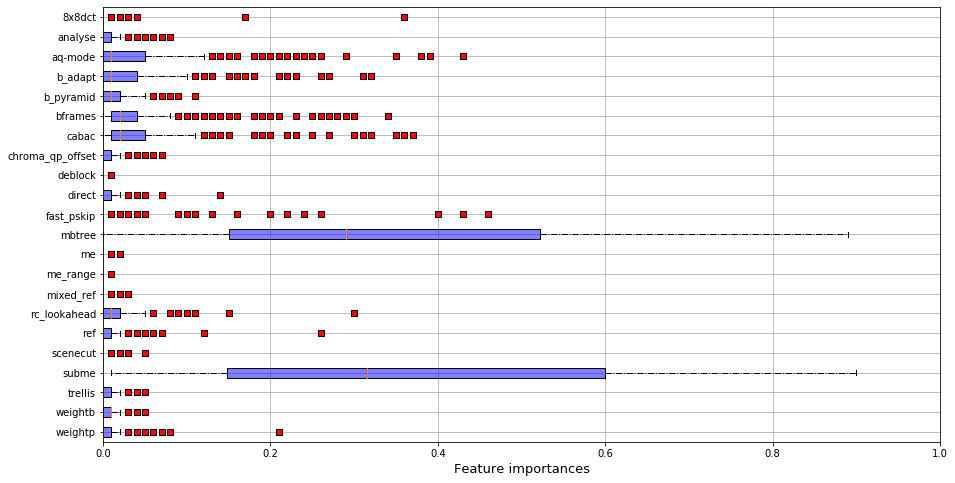 8x8dct
analyse
aq-mode
b_adapt
b_pyramid
bframes
cabac
chroma_qp_offset
deblock
direct
fast_pskip
mbtree
me
me_range
mixed_ref
rc_lookahead
ref
scenecut
subme
trellis
weightb
weightp
0.0 0.2 0.4 0.6 0.8 1.0
Feature importances